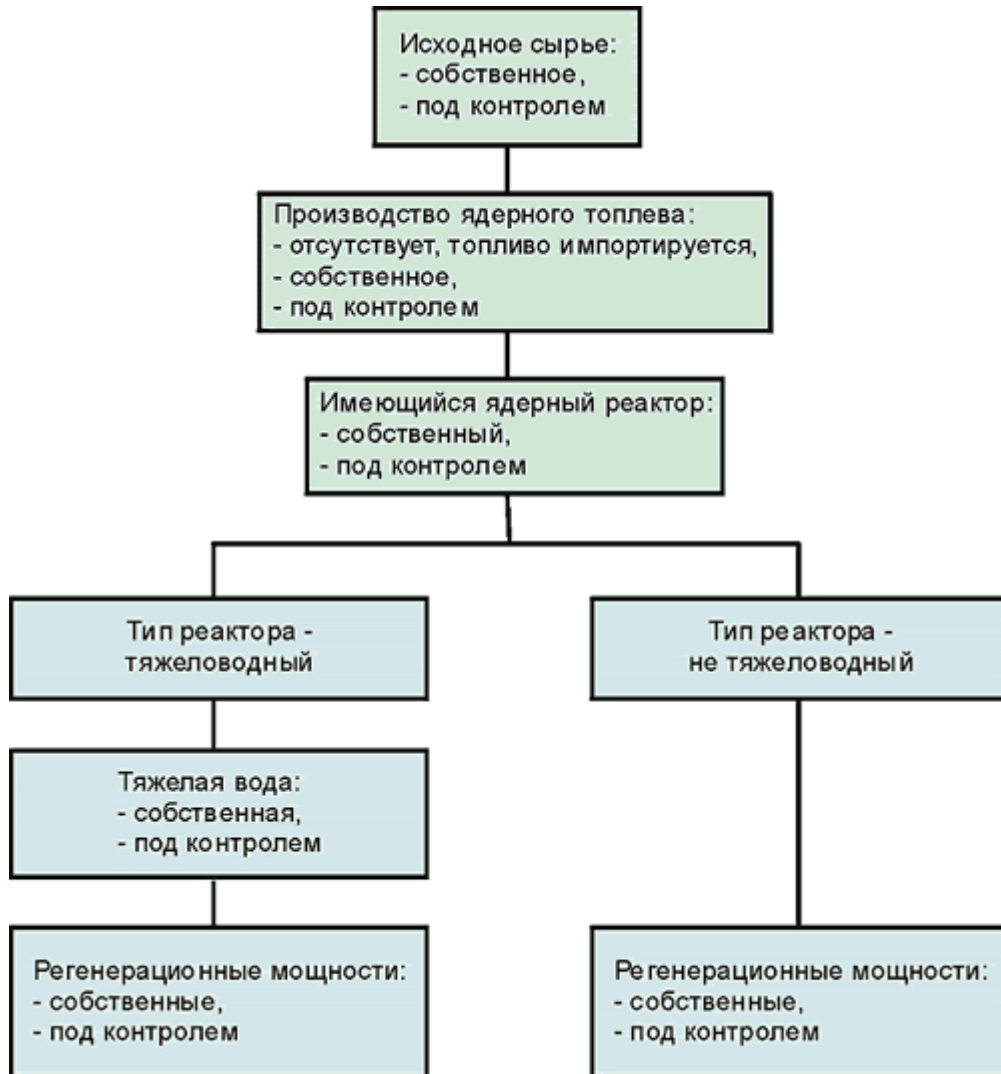 Исходное сырье:
- собственное,
- под контролем
Производство ядерного топлева:
- отсутствует, топливо импортируется,
- собственное,
- под контролем
Имеющийся ядерный реактор:
- собственный,
- под контролем
Тип реактора -
тяжеловодный
Тип реактора -
не тяжеловодный
Тяжелая вода:
- собственная,
- под контролем
Регенерационные мощности:
- собственные,
- под контролем
Регенерационные мощности:
- собственные,
- под контролем